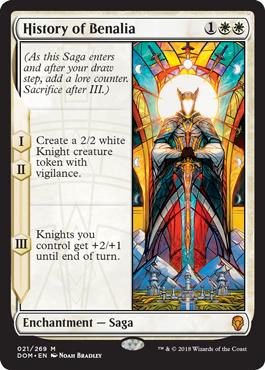 History of Benalia 1
(As this Saga
enters and after your draw
step, add a lore counter.
Sacrifice after III.)
I
II
Create a 2/2 white
Knight creature
token with
vigilance.
III
Knights you
control get +2/+1
until end of turn.
Enchantment — Saga
021/269 M
DOM • EN Noah Bradley
™ & © 2018 Wizards of the Coast